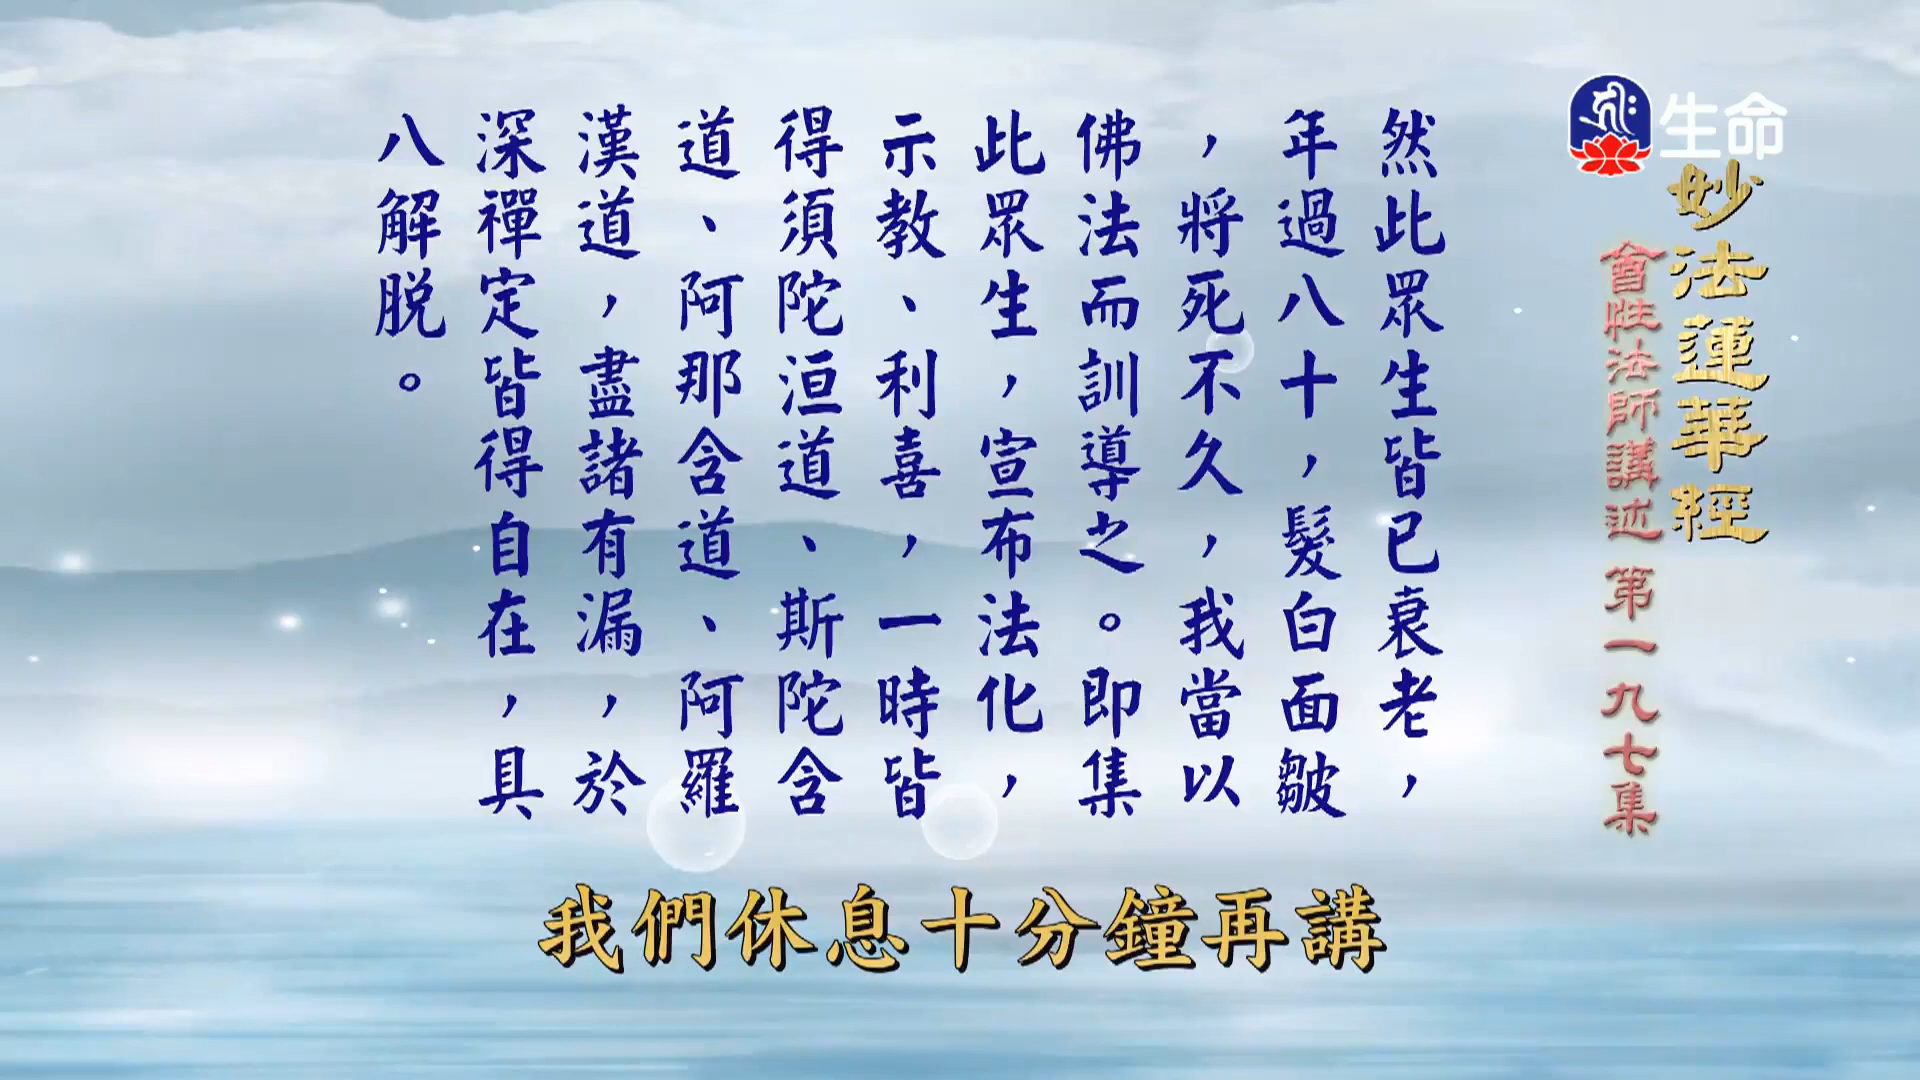 生命
妙法蓮華經
會性法師講述 第一九七集
然此眾生皆已衰老，
年過八十，髮白面皺
，將死不久，我當以
佛法而訓導之。即集
此眾生，宣布法化，
示教、利喜，一時皆
得須陀洹道、斯陀含
道、阿那含道、阿羅
漢道，盡諸有漏，於
深禪定皆得自在，具
八解脫。
我們休息十分鐘再講